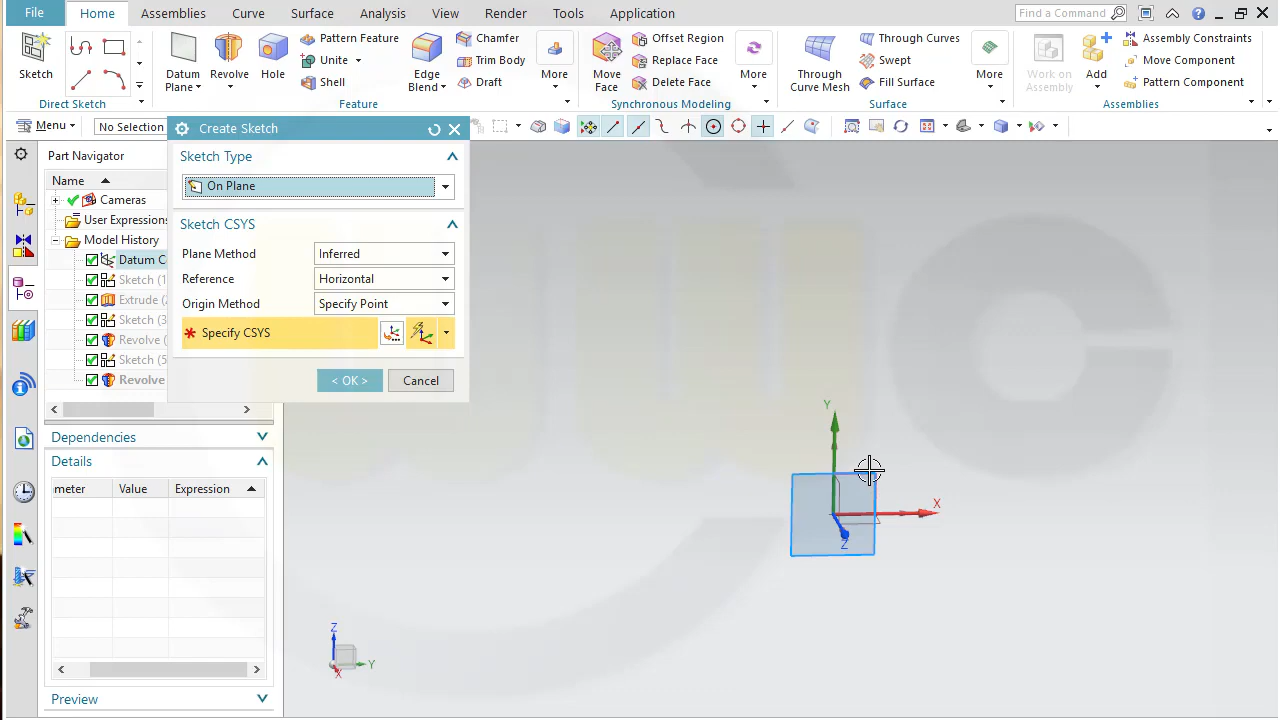 File Home Assemblies Curve Surface Analysis View Render Tools Application Find a Command
Sketch
Direct Sketch
Datum Plane
Revolve
Hole
Pattern Feature
Unite
Shell
Edge Blend
Chamfer
Trim Body
Draft
More
Feature
Move Face
Offset Region
Replace Face
Delete Face
More
Synchronous Modeling
Through Curve Mesh
Through Curves
Swept
Fill Surface
More
Surface
Work on Assembly
Add
Assembly Constraints
Move Component
Pattern Component
Assemblies
Menu
No Selection
Part Navigator
Name
Cameras
User Expressions
Model History
Datum C
Sketch (1
Extrude (
Sketch (3
Revolve (
Sketch (5
Revolve
Dependencies
Details
meter Value Expression
Preview
Create Sketch
Sketch Type
On Plane
Sketch CSYS
Plane Method Inferred
Reference Horizontal
Origin Method Specify Point
* Specify CSYS
< OK > Cancel
Y
X
Z
Z
Y
X